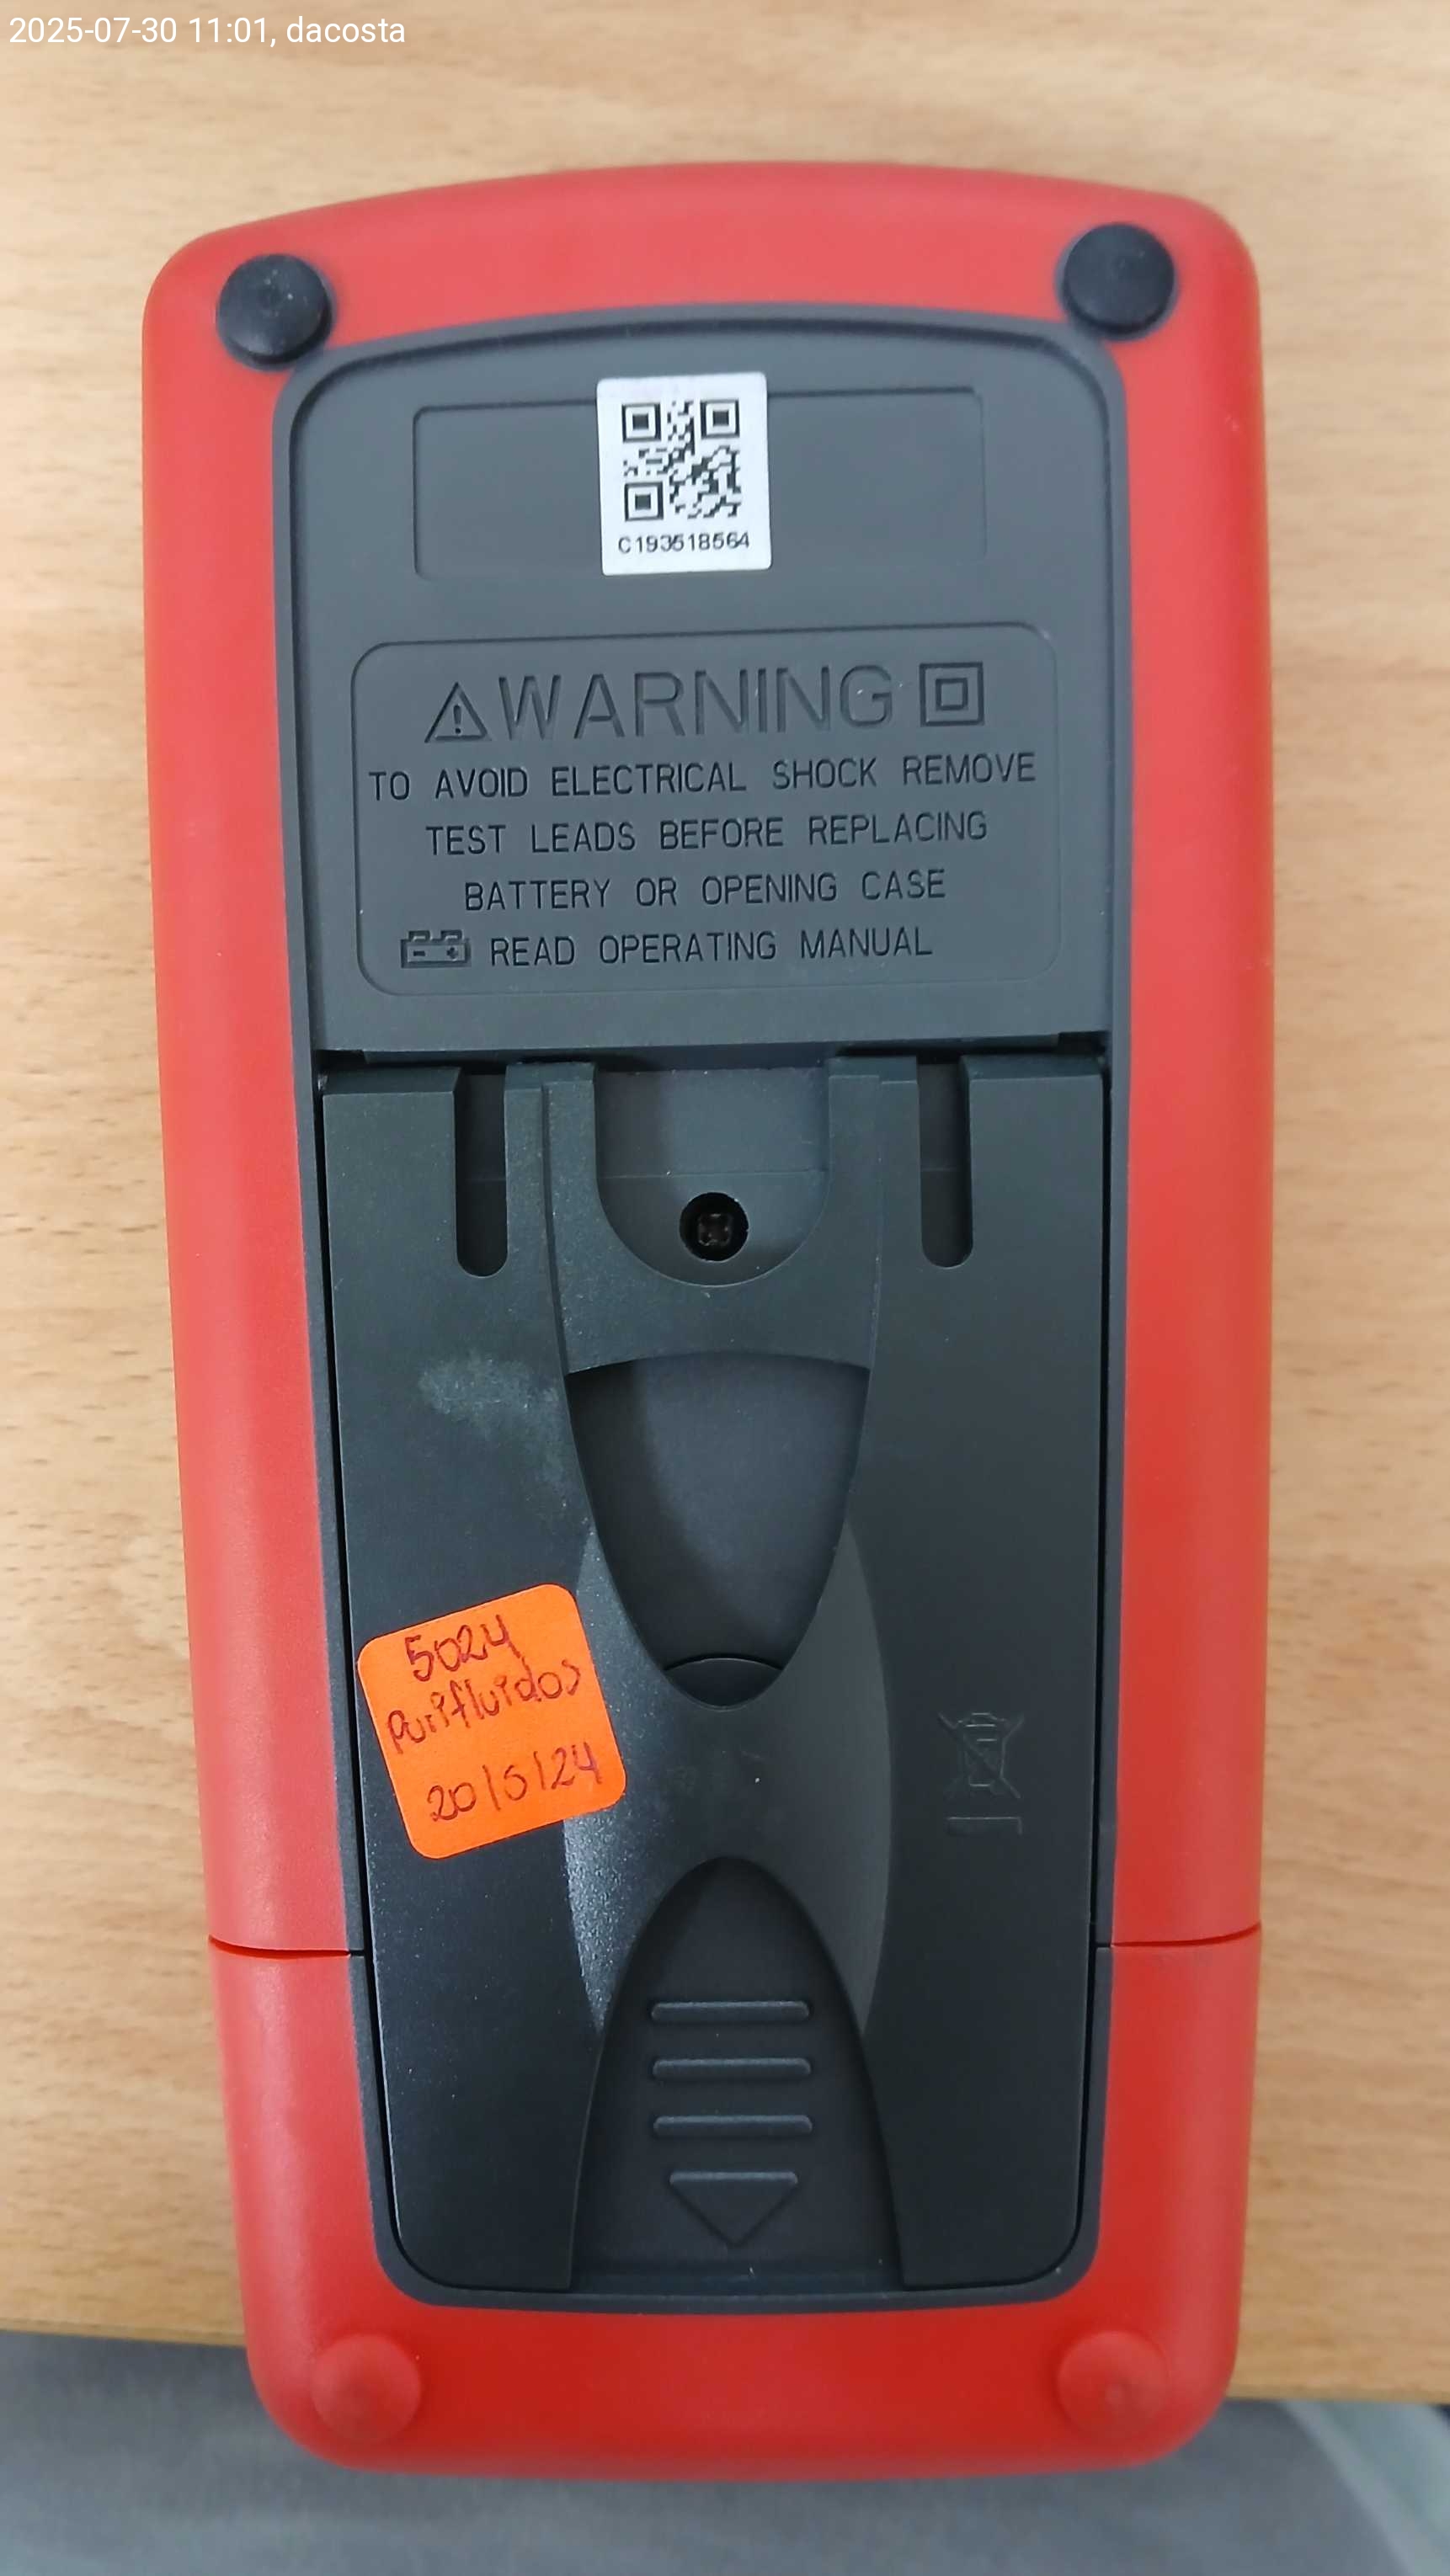 2025-07-30 11:01, dacosta
C193518564
WARNING
TO AVOID ELECTRICAL SHOCK REMOVE
TEST LEADS BEFORE REPLACING
BATTERY OR OPENING CASE
READ OPERATING MANUAL
5024
Purifluidos
20/5/24